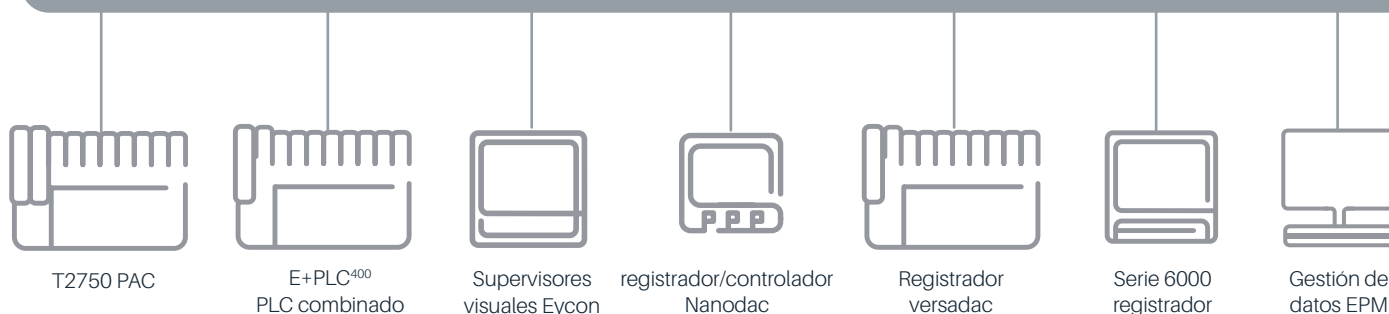 T2750 PAC
E+PLC400
PLC combinado
Supervisores
visuales Eycon
registrador/controlador
Nanodac
Registrador
versadac
Serie 6000
registrador
Gestión de
datos EPM